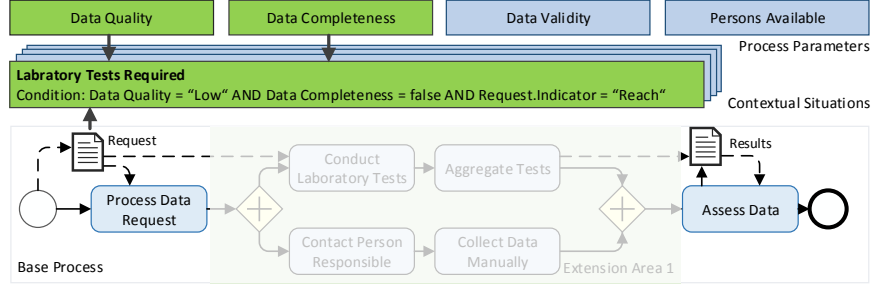 Data Quality
Data Completeness
Data Validity
Persons Available
Process Parameters
Labratory Tests Required
Condition: Data Quality = “Low“ AND Data Completeness = false AND Request.Indicator = “Reach“
Contextual Situations
Request
Results
Conduct
Laboratory Tests
Aggregate Tests
Process Data
Request
Assess Data
Contact Person
Responsible
Collect Data
Manually
Base Process
Extension Area 1